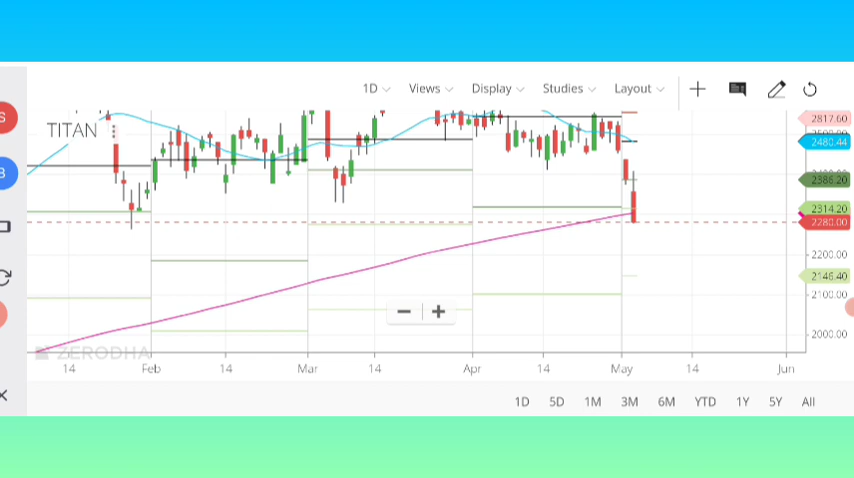 1D Views Display Studies Layout
S
TITAN
2817.60
2480.44
B
2386.20
2314.20
2280.00
2200.00
2146.40
2100.00
2000.00
ZERODHA
14 Feb 14 Mar 14 Apr 14 May 14 Jun
1D 5D 1M 3M 6M YTD 1Y 5Y All